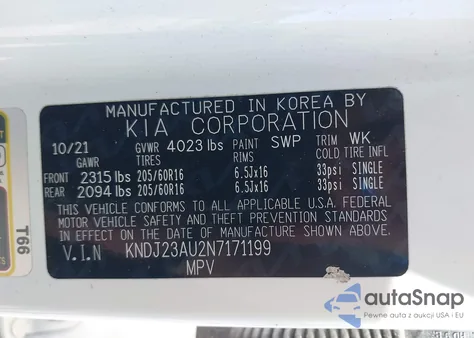 MANUFACTURED IN KOREA BY
KIA CORPORATION
10/21 GVWR 4023 lbs PAINT SWP TRIM WK
GAWR TIRES RIMS COLD TIRE INFL
FRONT 2315 lbs 205/60R16 6.5Jx16 33psi SINGLE
REAR 2094 lbs 205/60R16 6.5Jx16 33psi SINGLE
THIS VEHICLE CONFORMS TO ALL APPLICABLE U.S.A. FEDERAL
MOTOR VEHICLE SAFETY AND THEFT PREVENTION STANDARDS
IN EFFECT ON THE DATE OF MANUFACTURE SHOWN ABOVE.
V.I.N KNDJ23AU2N7171199
MPV
T66
autoSnap
Pewne auto z USA i EU